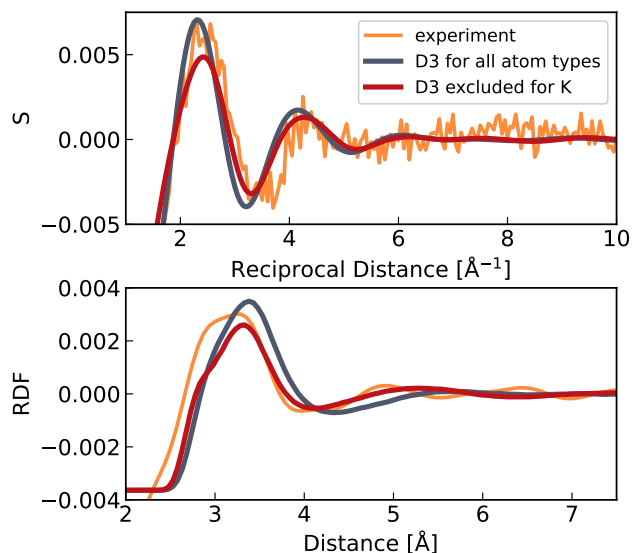 0.005
0.000
−0.005
S
experiment
D3 for all atom types
D3 excluded for K
2
4
6
8
10
Reciprocal Distance [Å⁻¹]
0.004
0.002
0.000
−0.002
−0.004
RDF
2
3
4
5
6
7
Distance [Å]